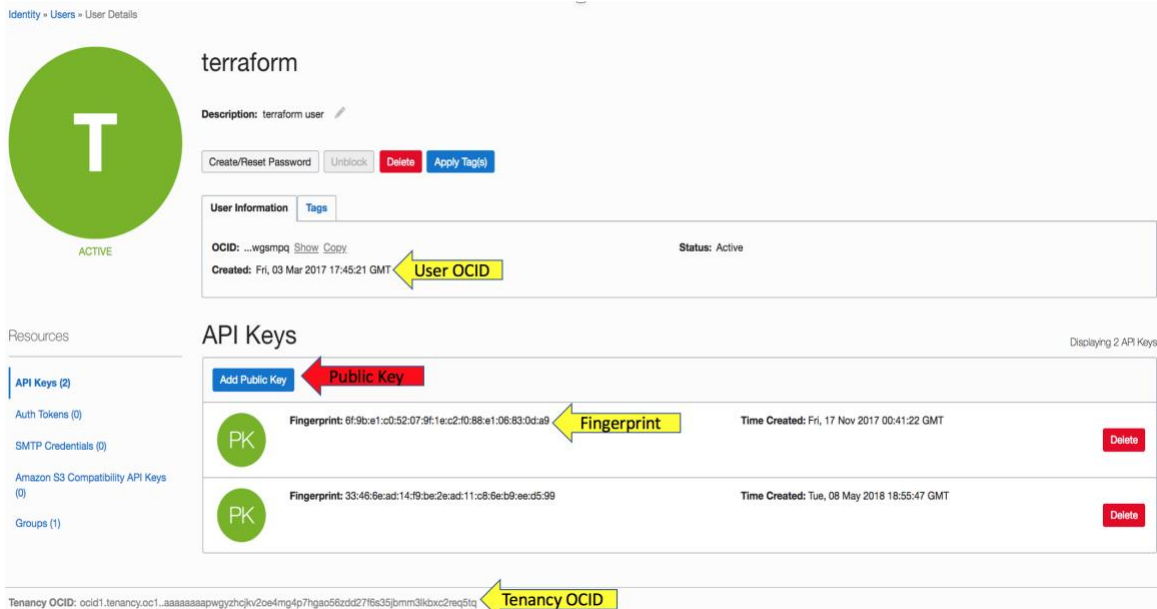 Identity » Users » User Details
T
ACTIVE
terraform
Description: terraform user
Create/Reset Password Unblock Delete Apply Tag(s)
User Information Tags
OCID: ...wgsmpq Show Copy Status: Active
Created: Fri, 03 Mar 2017 17:45:21 GMT User OCID
Resources
API Keys (2)
Auth Tokens (0)
SMTP Credentials (0)
Amazon S3 Compatibility API Keys
(0)
Groups (1)
API Keys
Displaying 2 API Keys
Add Public Key Public Key
PK Fingerprint: 6f:9b:e1:c0:52:07:9f:1e:c2:f0:88:e1:06:83:0d:a9 Fingerprint Time Created: Fri, 17 Nov 2017 00:41:22 GMT Delete
PK Fingerprint: 33:46:6e:ad:14:f9:be:2e:ad:11:c8:6e:b9:ee:d5:99 Time Created: Tue, 08 May 2018 18:55:47 GMT Delete
Tenancy OCID: ocid1.tenancy.oc1..aaaaaaaapwgyzhcjkv2oe4mg4p7hgao56zdd27f6s35jbmm3lkbxc2req5tq Tenancy OCID